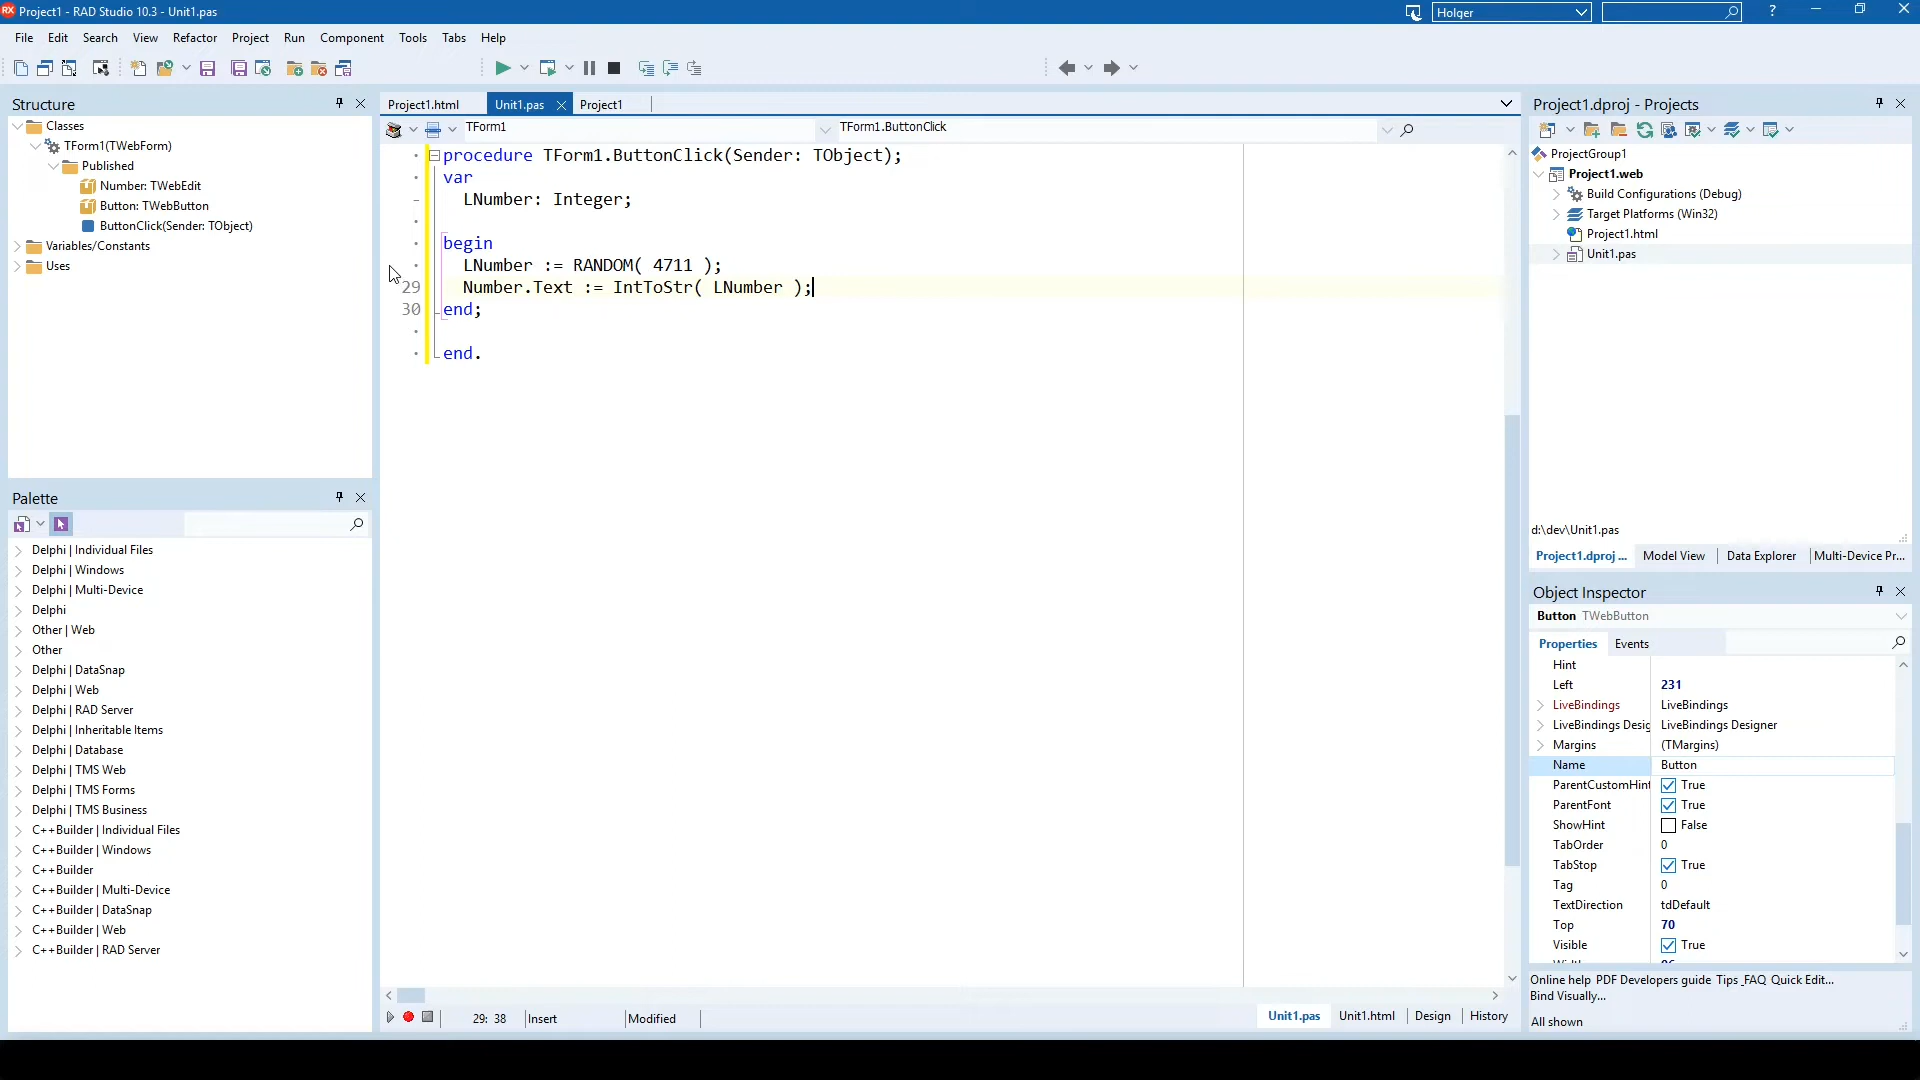 Project1 - RAD Studio 10.3 - Unit1.pas
Holger
?
File Edit Search View Refactor Project Run Component Tools Tabs Help
Structure
Classes
TForm1(TWebForm)
Published
Number: TWebEdit
Button: TWebButton
ButtonClick(Sender: TObject)
Variables/Constants
Uses
Palette
Delphi | Individual Files
Delphi | Windows
Delphi | Multi-Device
Delphi
Other | Web
Other
Delphi | DataSnap
Delphi | Web
Delphi | RAD Server
Delphi | Inheritable Items
Delphi | Database
Delphi | TMS Web
Delphi | TMS Forms
Delphi | TMS Business
C++Builder | Individual Files
C++Builder | Windows
C++Builder
C++Builder | Multi-Device
C++Builder | DataSnap
C++Builder | Web
C++Builder | RAD Server
Project1.html Unit1.pas Project1
TForm1 TForm1.ButtonClick
procedure TForm1.ButtonClick(Sender: TObject);
var
LNumber: Integer;
begin
LNumber := RANDOM( 4711 );
29 Number.Text := IntToStr( LNumber );
30 end;
end.
29: 38 Insert Modified
Unit1.pas Unit1.html Design History
Project1.dproj - Projects
ProjectGroup1
Project1.web
Build Configurations (Debug)
Target Platforms (Win32)
Project1.html
Unit1.pas
d:\dev\Unit1.pas
Project1.dproj ... Model View Data Explorer Multi-Device Pr...
Object Inspector
Button TWebButton
Properties Events
Hint
Left 231
LiveBindings LiveBindings
LiveBindings Desig LiveBindings Designer
Margins (TMargins)
Name Button
ParentCustomHint True
ParentFont True
ShowHint False
TabOrder 0
TabStop True
Tag 0
TextDirection tdDefault
Top 70
Visible True
Online help PDF Developers guide Tips_FAQ Quick Edit...
Bind Visually...
All shown